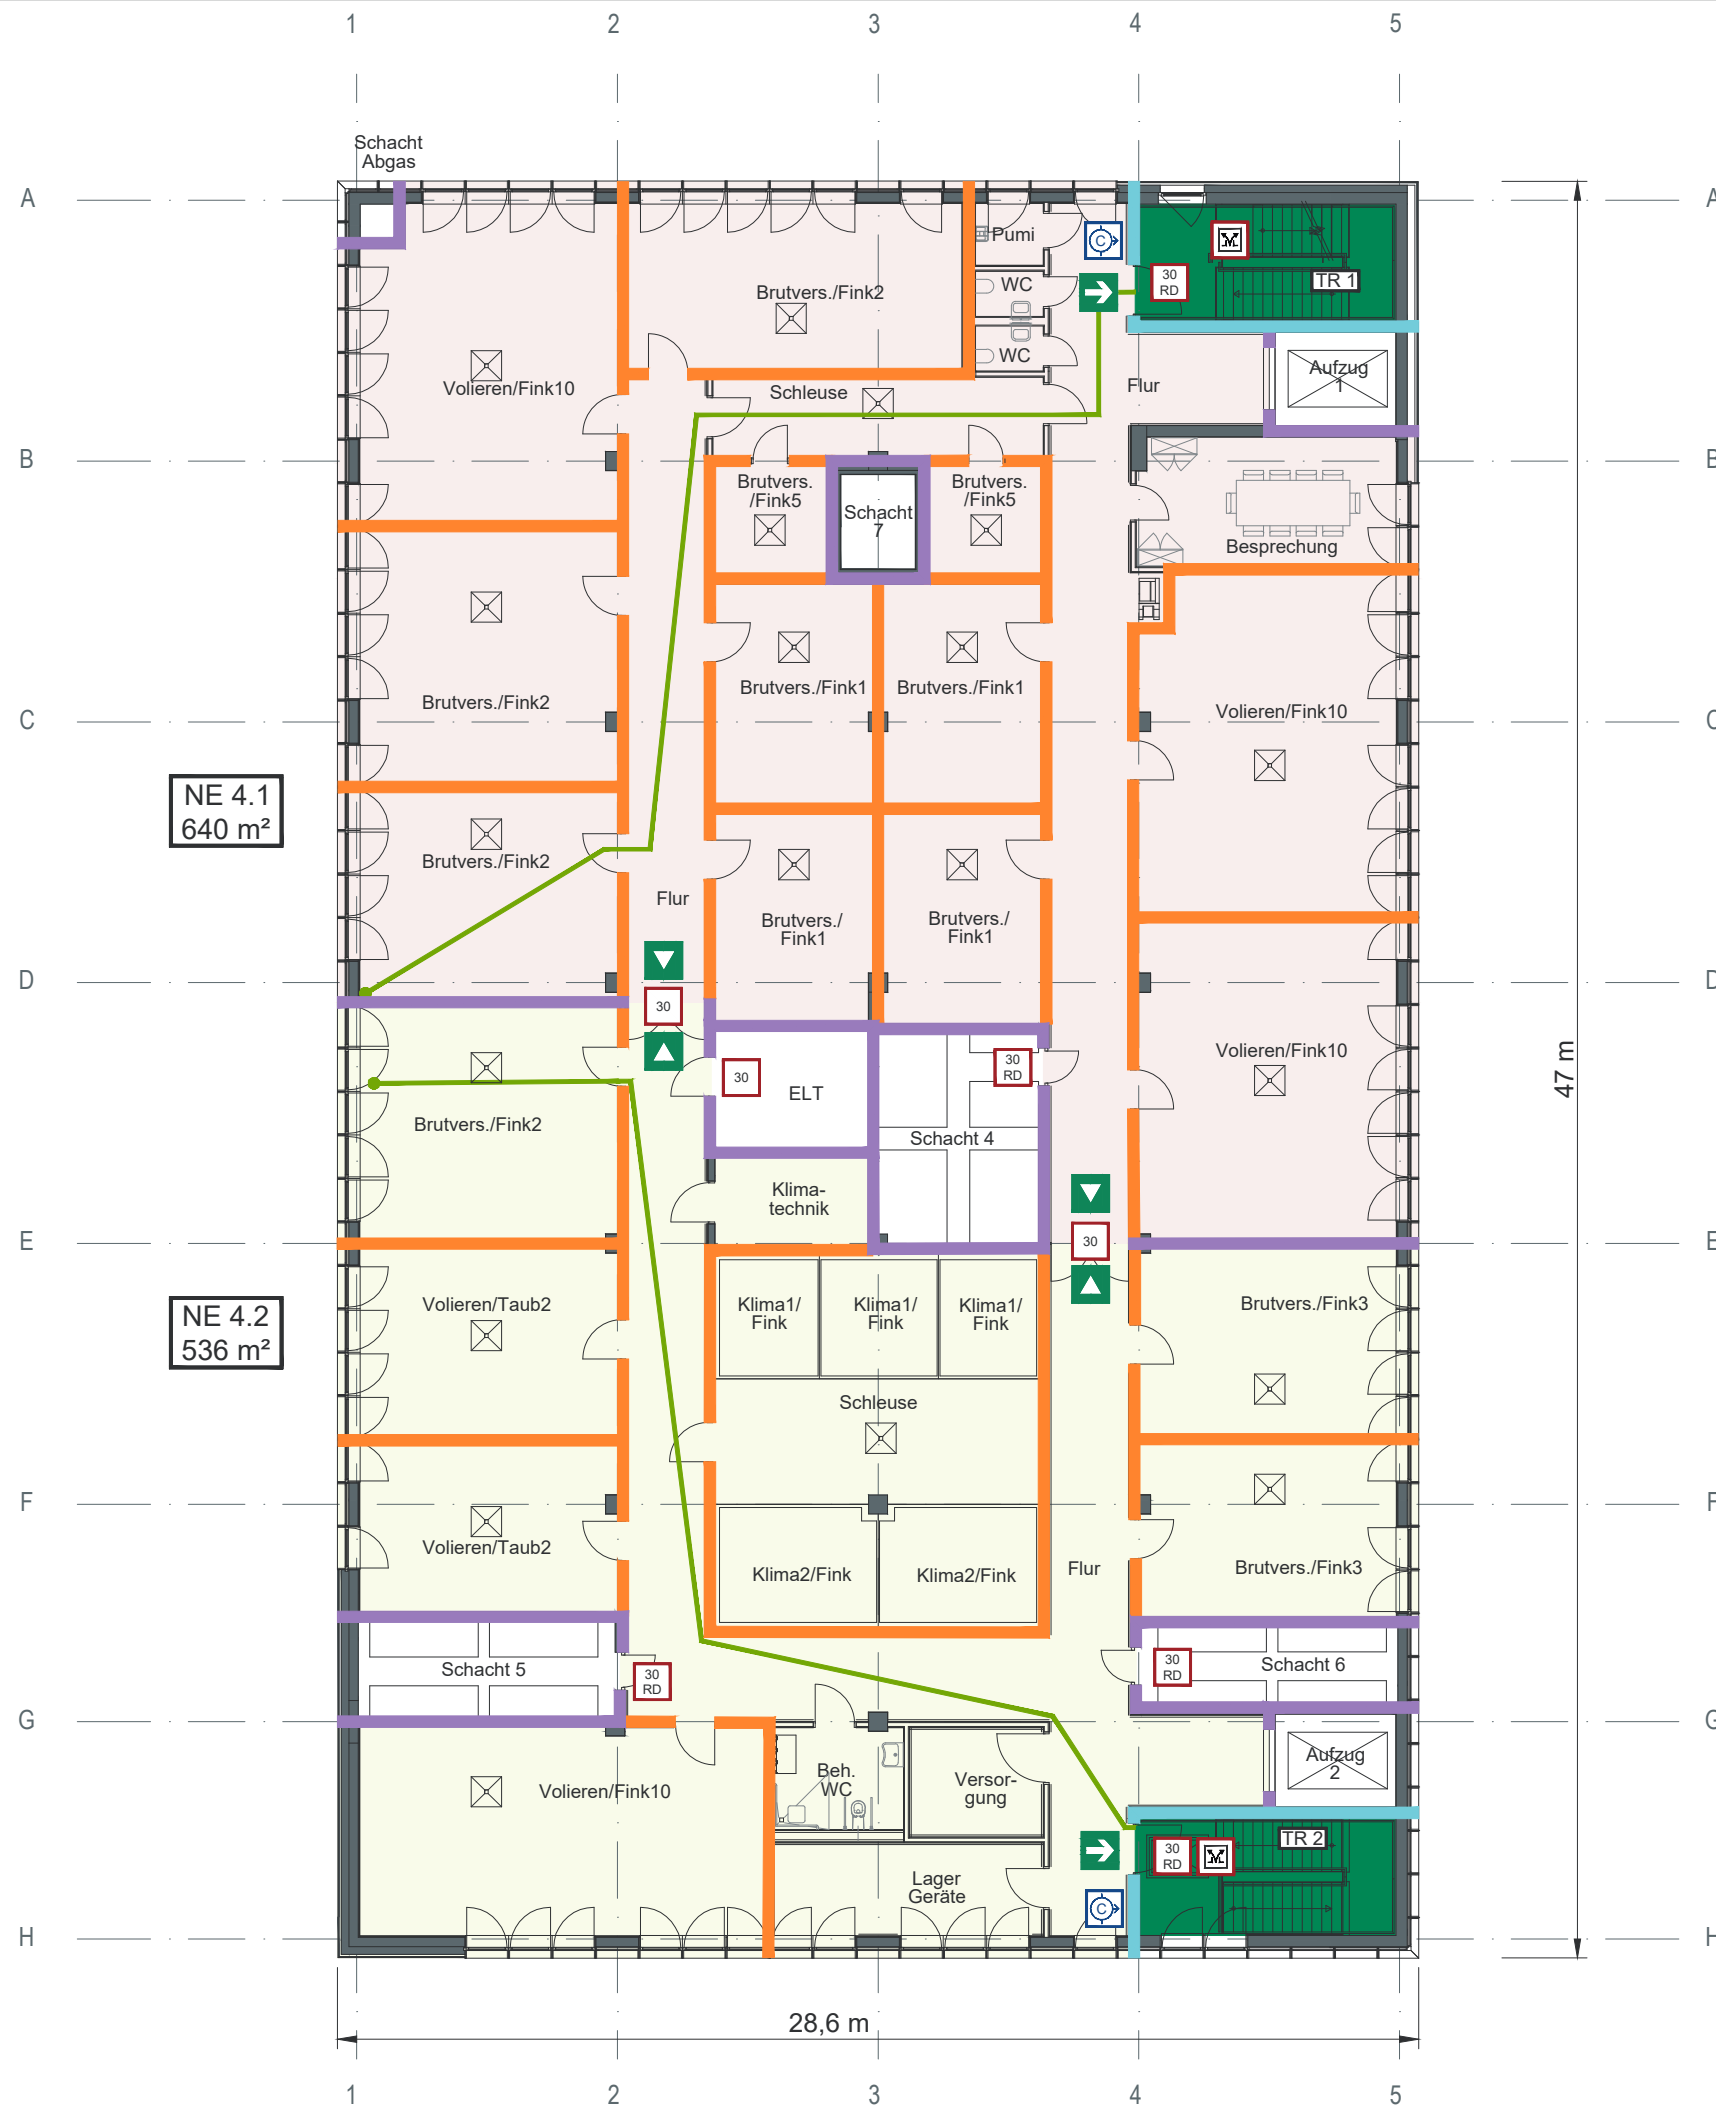 1 2 3 4 5
Schacht
Abgas
A
A
Pumi
C
30
RD
TR 1
WC
Brutvers./Fink2
WC
Aufzug
1
Volieren/Fink10
Schleuse
Flur
B
B
Brutvers.
/Fink5
Schacht
7
Brutvers.
/Fink5
Besprechung
Brutvers./Fink2
Brutvers./Fink1
Brutvers./Fink1
Volieren/Fink10
C
C
NE 4.1
640 m²
Brutvers./Fink2
Flur
Brutvers./
Fink1
Brutvers./
Fink1
D
D
30
Volieren/Fink10
47 m
30
ELT
30
RD
Brutvers./Fink2
Schacht 4
Klima-
technik
E
E
30
NE 4.2
536 m²
Volieren/Taub2
Klima1/
Fink
Klima1/
Fink
Klima1/
Fink
Brutvers./Fink3
Schleuse
F
F
Volieren/Taub2
Klima2/Fink
Klima2/Fink
Flur
Brutvers./Fink3
Schacht 5
30
RD
30
RD
Schacht 6
G
G
Volieren/Fink10
Beh.
WC
Versor-
gung
Aufzug
2
TR 2
30
RD
Lager
Geräte
C
H
H
28,6 m
1 2 3 4 5